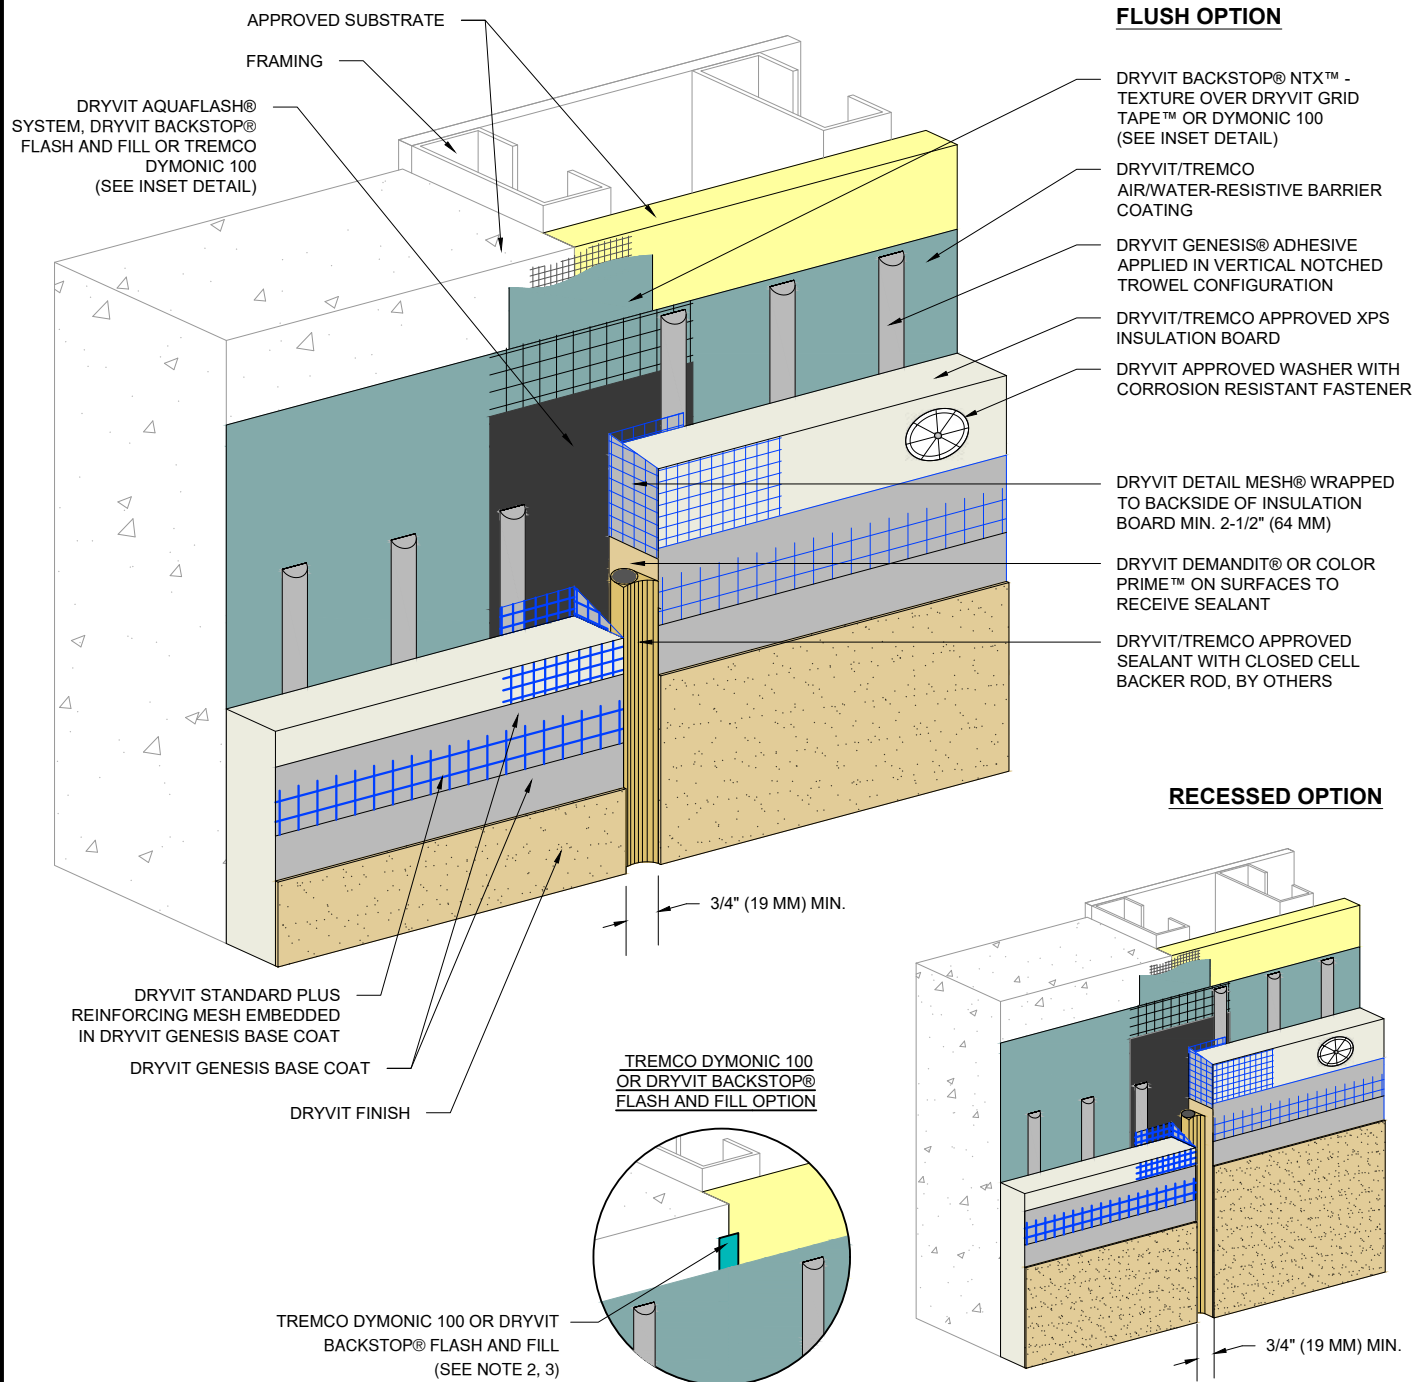 APPROVED SUBSTRATE
FRAMING
DRYVIT AQUAFLASH®
SYSTEM, DRYVIT BACKSTOP®
FLASH AND FILL OR TREMCO
DYMONIC 100
(SEE INSET DETAIL)
FLUSH OPTION
DRYVIT BACKSTOP® NTX™ -
TEXTURE OVER DRYVIT GRID
TAPE™ OR DYMONIC 100
(SEE INSET DETAIL)
DRYVIT/TREMCO
AIR/WATER-RESISTIVE BARRIER
COATING
DRYVIT GENESIS® ADHESIVE
APPLIED IN VERTICAL NOTCHED
TROWEL CONFIGURATION
DRYVIT/TREMCO APPROVED XPS
INSULATION BOARD
DRYVIT APPROVED WASHER WITH
CORROSION RESISTANT FASTENER
DRYVIT DETAIL MESH® WRAPPED
TO BACKSIDE OF INSULATION
BOARD MIN. 2-1/2" (64 MM)
DRYVIT DEMANDIT® OR COLOR
PRIME™ ON SURFACES TO
RECEIVE SEALANT
DRYVIT/TREMCO APPROVED
SEALANT WITH CLOSED CELL
BACKER ROD, BY OTHERS
3/4" (19 MM) MIN.
DRYVIT STANDARD PLUS
REINFORCING MESH EMBEDDED
IN DRYVIT GENESIS BASE COAT
DRYVIT GENESIS BASE COAT
DRYVIT FINISH
TREMCO DYMONIC 100
OR DRYVIT BACKSTOP®
FLASH AND FILL OPTION
TREMCO DYMONIC 100 OR DRYVIT
BACKSTOP® FLASH AND FILL
(SEE NOTE 2, 3)
RECESSED OPTION
3/4" (19 MM) MIN.